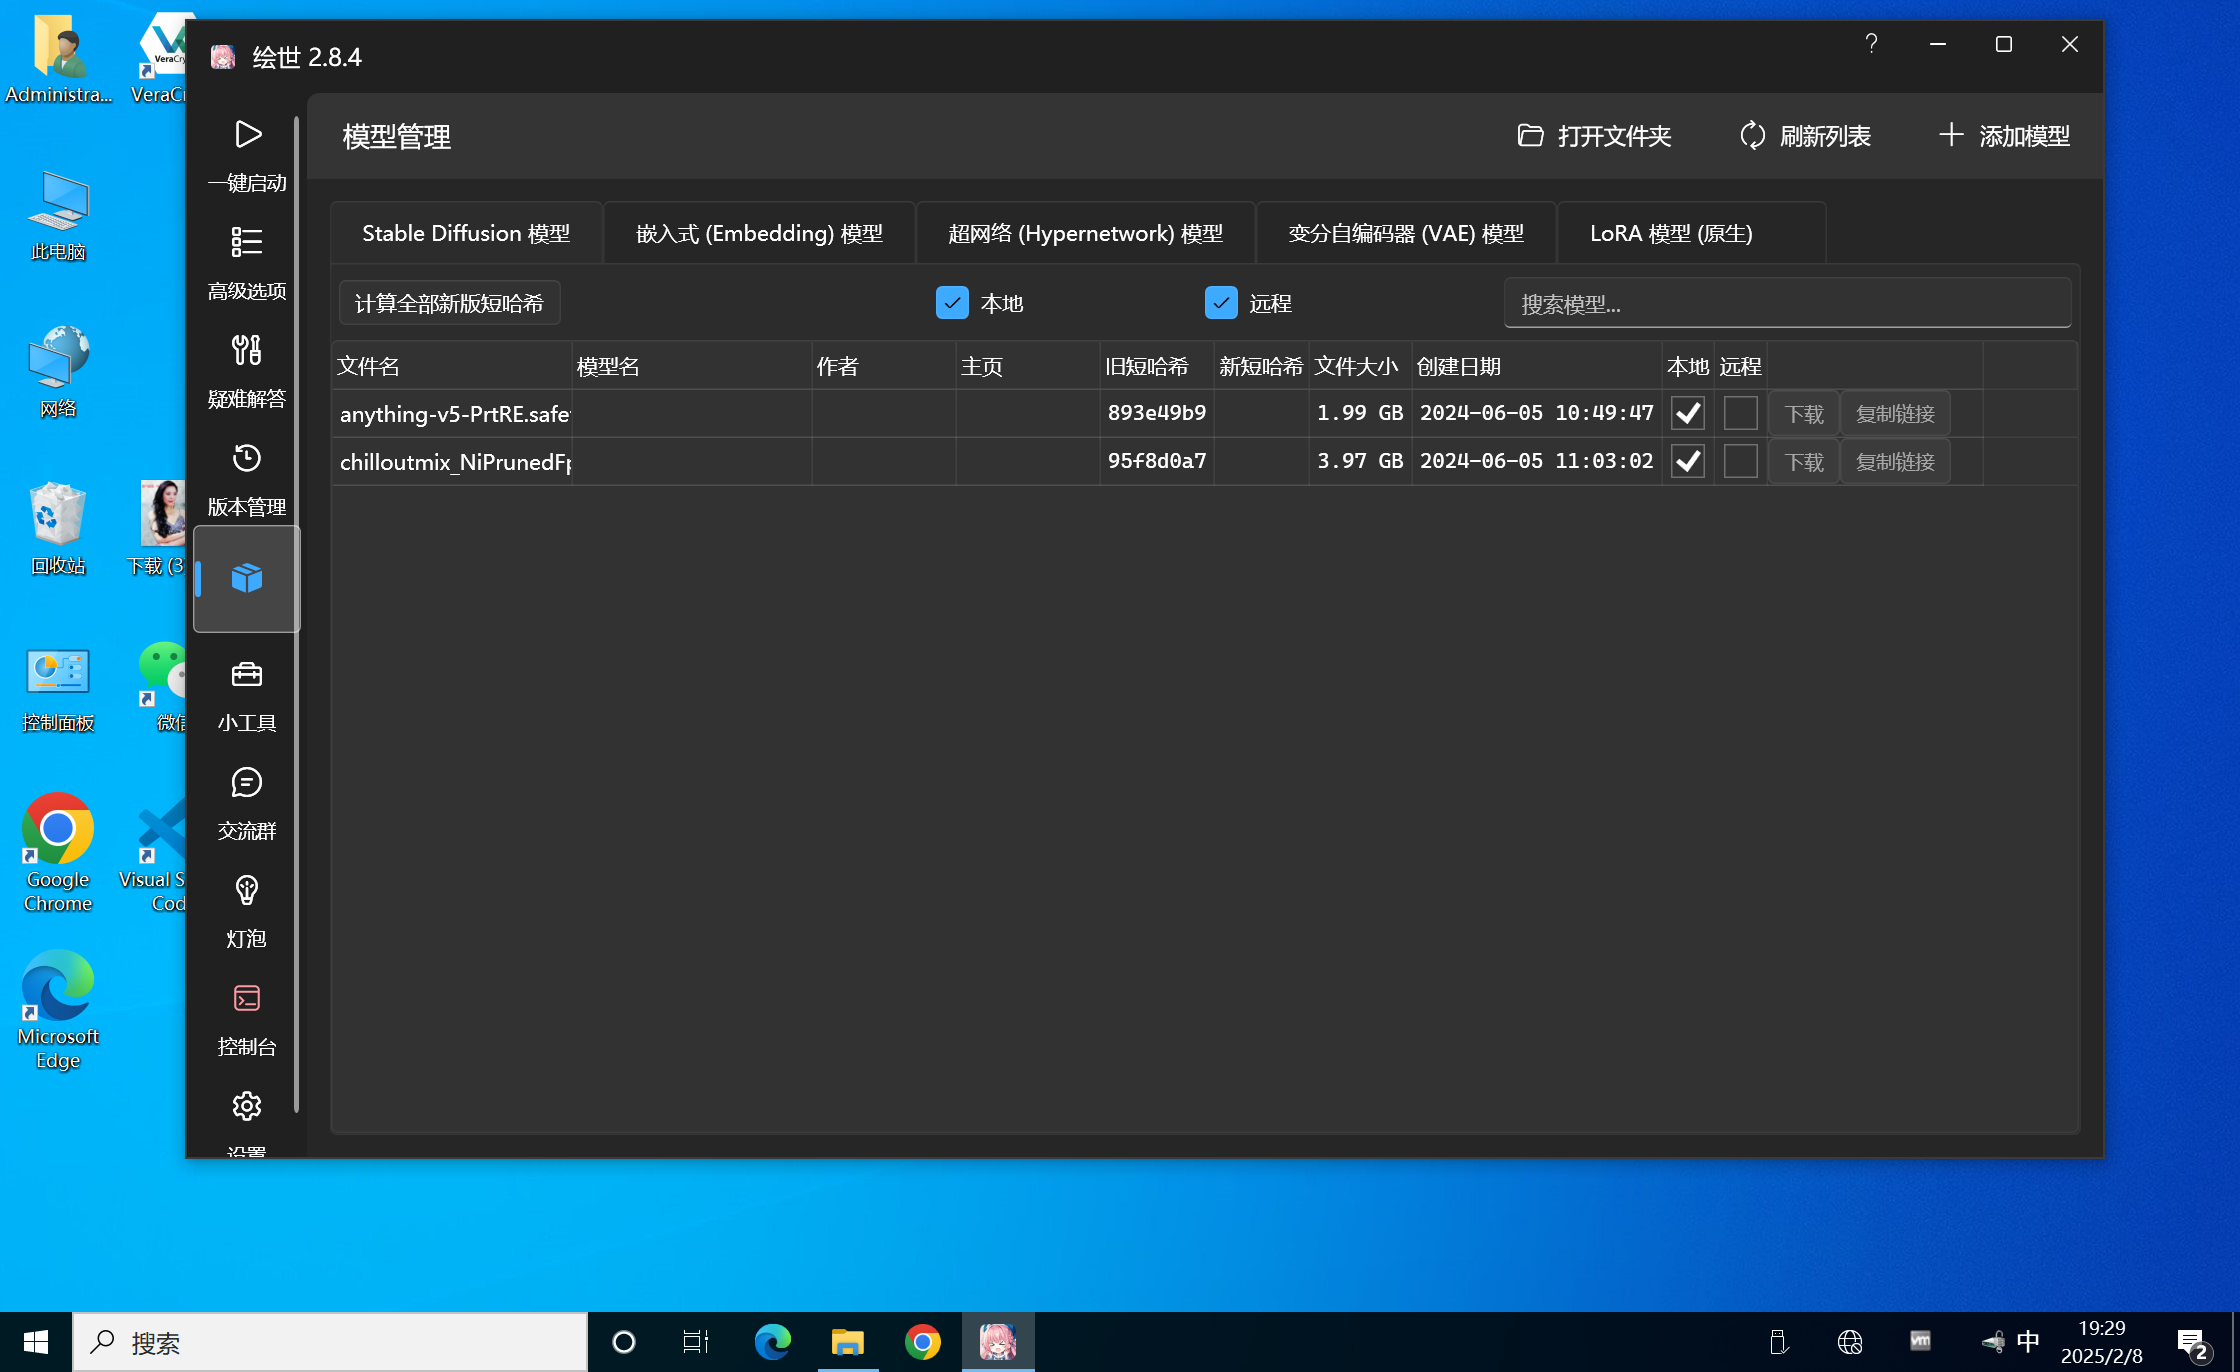 Administra...
VeraCr
此电脑
网络
回收站
下载 (3
控制面板
微信
Google
Chrome
Visual S
Cod
Microsoft
Edge
绘世 2.8.4
一键启动
高级选项
疑难解答
版本管理
小工具
交流群
灯泡
控制台
设置
模型管理
打开文件夹
刷新列表
添加模型
Stable Diffusion 模型
嵌入式 (Embedding) 模型
超网络 (Hypernetwork) 模型
变分自编码器 (VAE) 模型
LoRA 模型 (原生)
计算全部新版短哈希
本地
远程
搜索模型...
文件名 模型名 作者 主页 旧短哈希 新短哈希 文件大小 创建日期 本地 远程
anything-v5-PrtRE.safe 893e49b9 1.99 GB 2024-06-05 10:49:47 下载 复制链接
chilloutmix_NiPrunedFp 95f8d0a7 3.97 GB 2024-06-05 11:03:02 下载 复制链接
搜索
中
19:29
2025/2/8
2